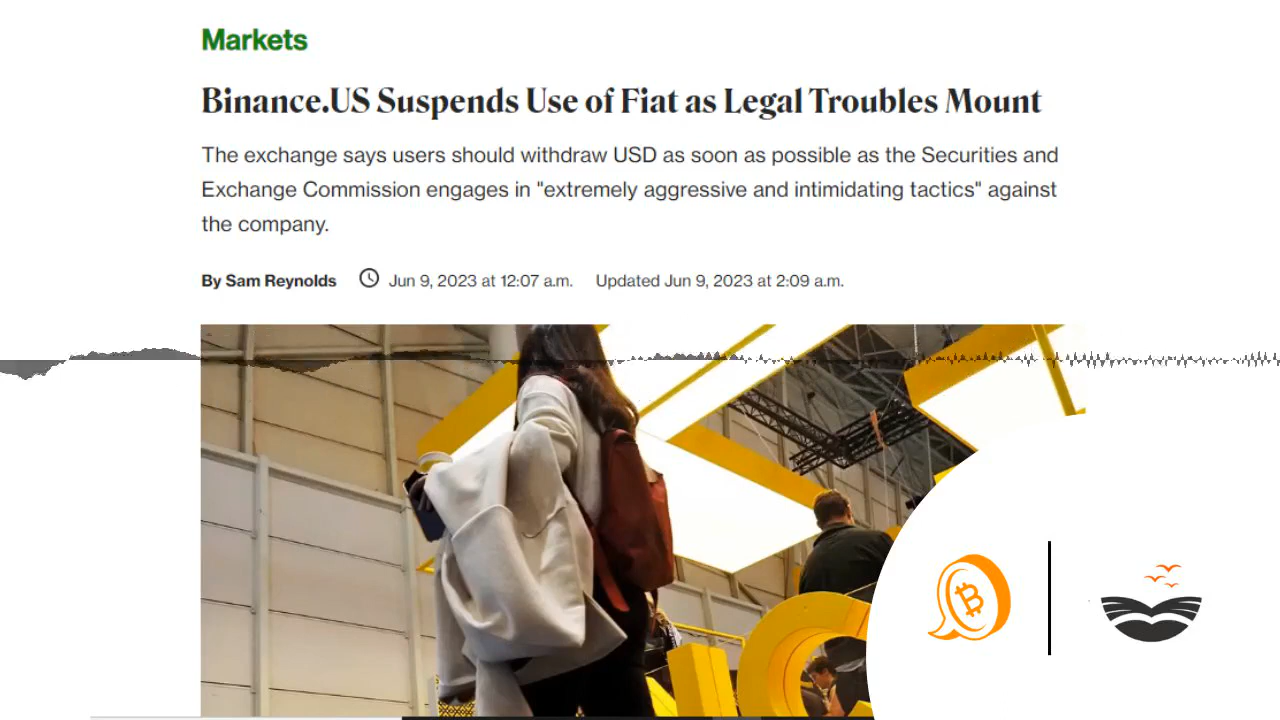 Markets
Binance.US Suspends Use of Fiat as Legal Troubles Mount
The exchange says users should withdraw USD as soon as possible as the Securities and
Exchange Commission engages in "extremely aggressive and intimidating tactics" against
the company.
By Sam Reynolds Jun 9, 2023 at 12:07 a.m. Updated Jun 9, 2023 at 2:09 a.m.